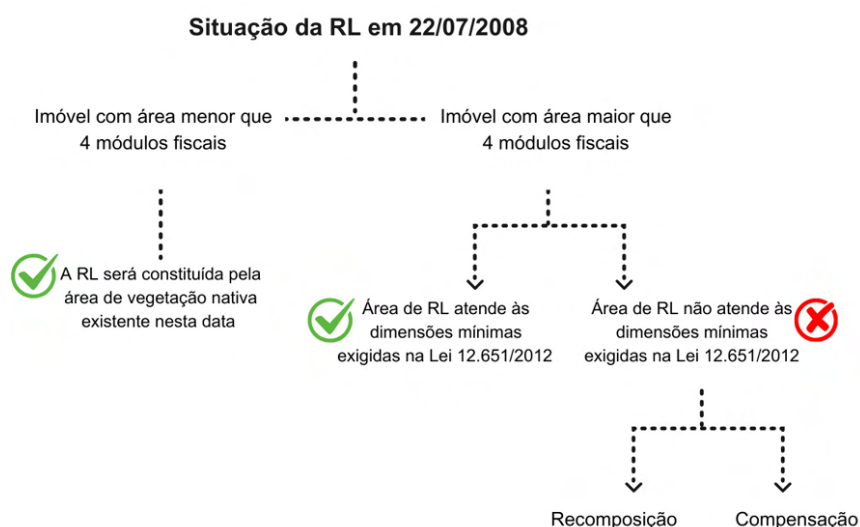 Situação da RL em 22/07/2008
Imóvel com área menor que
4 módulos fiscais
Imóvel com área maior que
4 módulos fiscais
A RL será constituída pela
área de vegetação nativa
existente nesta data
Área de RL atende às
dimensões mínimas
exigidas na Lei 12.651/2012
Área de RL não atende às
dimensões mínimas
exigidas na Lei 12.651/2012
Recomposição
Compensação